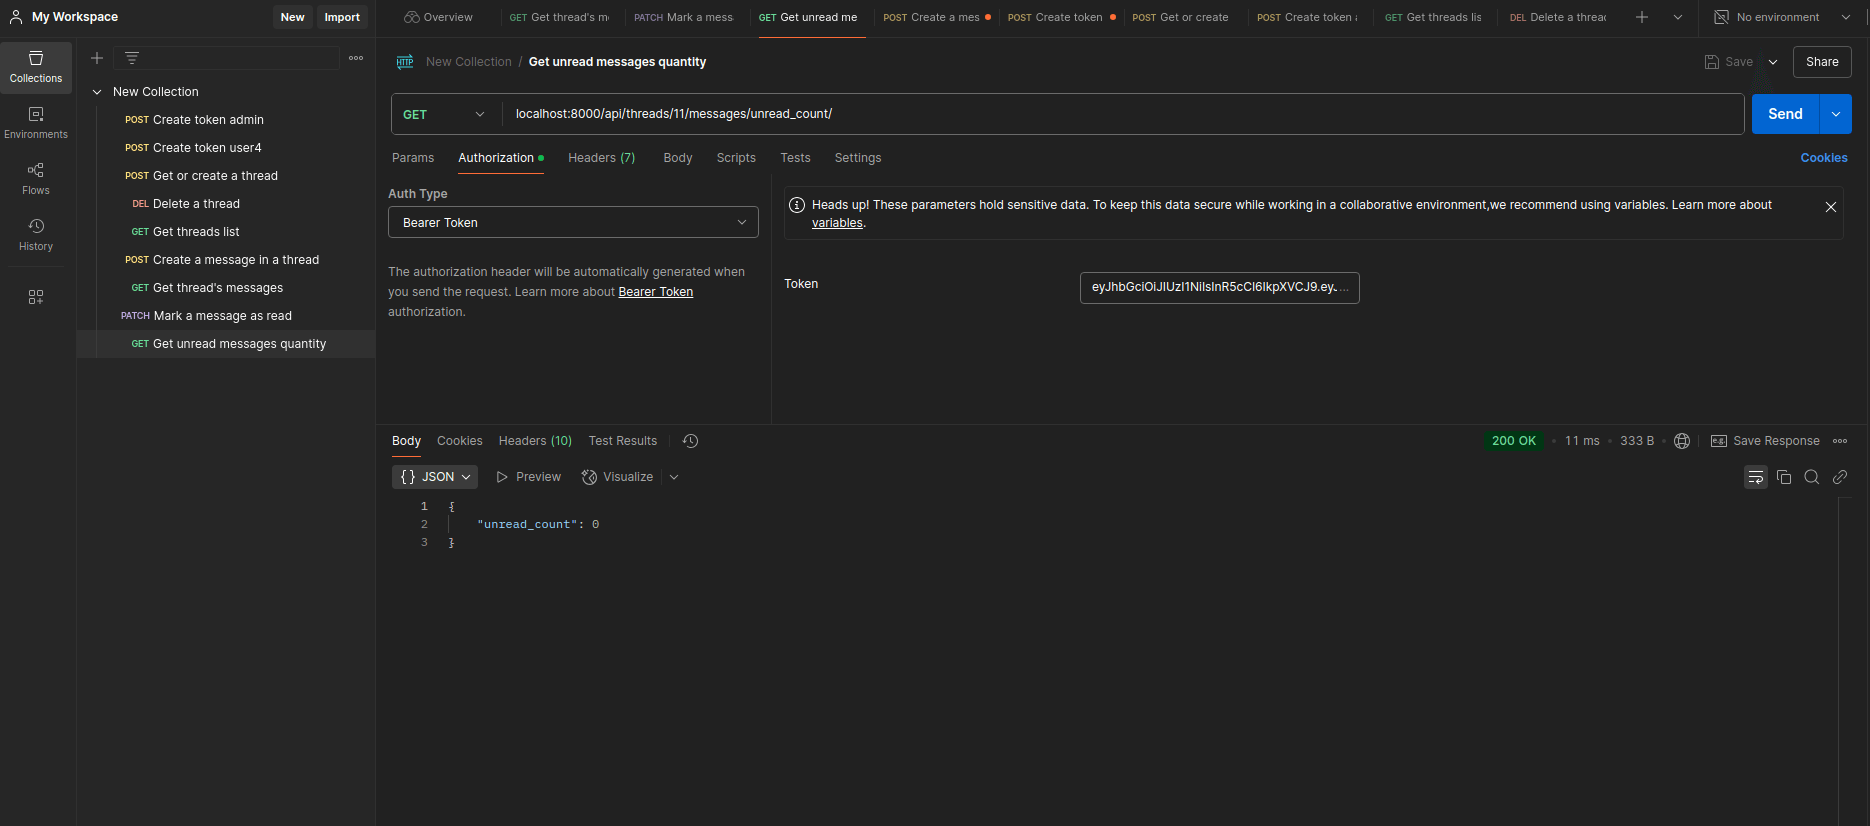 My Workspace
New
Import
Overview
GET Get thread's m
PATCH Mark a mess
GET Get unread me
POST Create a mes
POST Create token
POST Get or create
POST Create token
GET Get threads lis
DEL Delete a thread
No environment
Collections
Environments
Flows
History
New Collection
POST Create token admin
POST Create token user4
POST Get or create a thread
DEL Delete a thread
GET Get threads list
POST Create a message in a thread
GET Get thread's messages
PATCH Mark a message as read
GET Get unread messages quantity
HTTP New Collection / Get unread messages quantity
Save
Share
GET
localhost:8000/api/threads/11/messages/unread_count/
Send
Params
Authorization
Headers (7)
Body
Scripts
Tests
Settings
Cookies
Auth Type
Bearer Token
The authorization header will be automatically generated when
you send the request. Learn more about Bearer Token
authorization.
Heads up! These parameters hold sensitive data. To keep this data secure while working in a collaborative environment,we recommend using variables. Learn more about
variables.
Token
eyJhbGciOiJIUzI1NiIsInR5cCI6IkpXVCJ9.ey. ...
Body
Cookies
Headers (10)
Test Results
200 OK
11 ms
333 B
e.g. Save Response
{} JSON
Preview
Visualize
1 {
2 "unread_count": 0
3 }